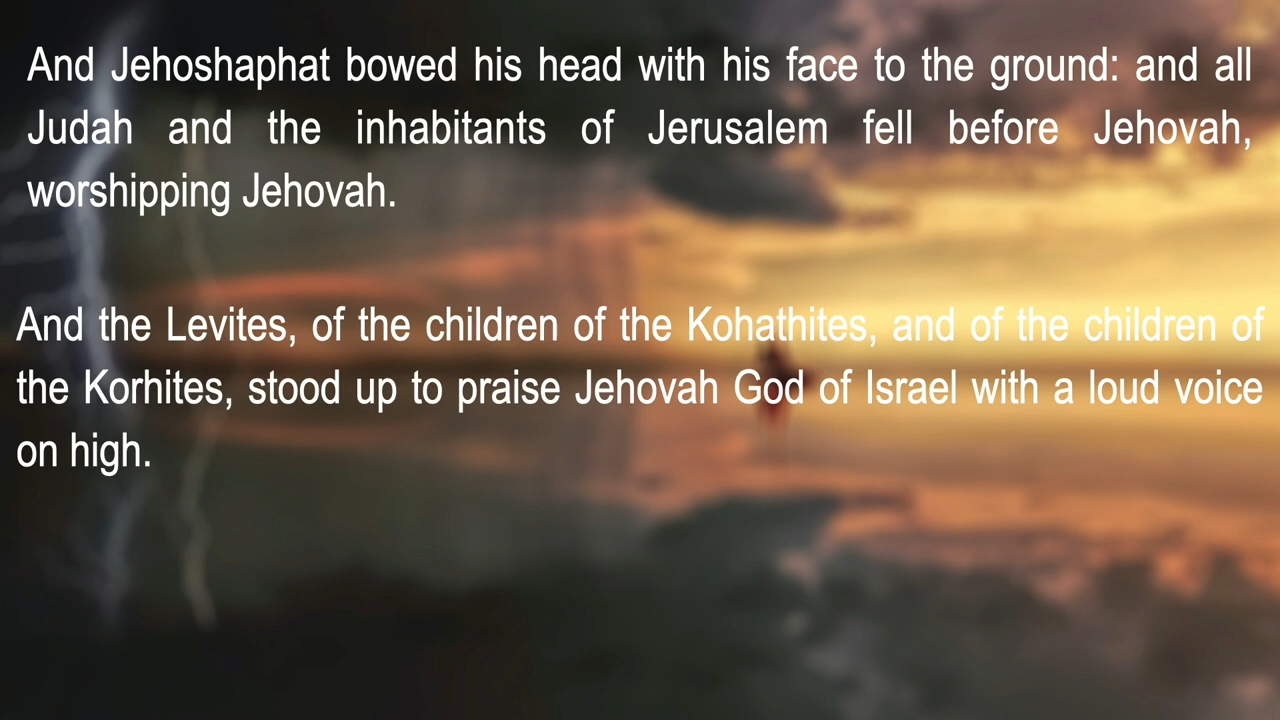 And Jehoshaphat bowed his head with his face to the ground: and all
Judah and the inhabitants of Jerusalem fell before Jehovah,
worshipping Jehovah.
And the Levites, of the children of the Kohathites, and of the children of
the Korhites, stood up to praise Jehovah God of Israel with a loud voice
on high.